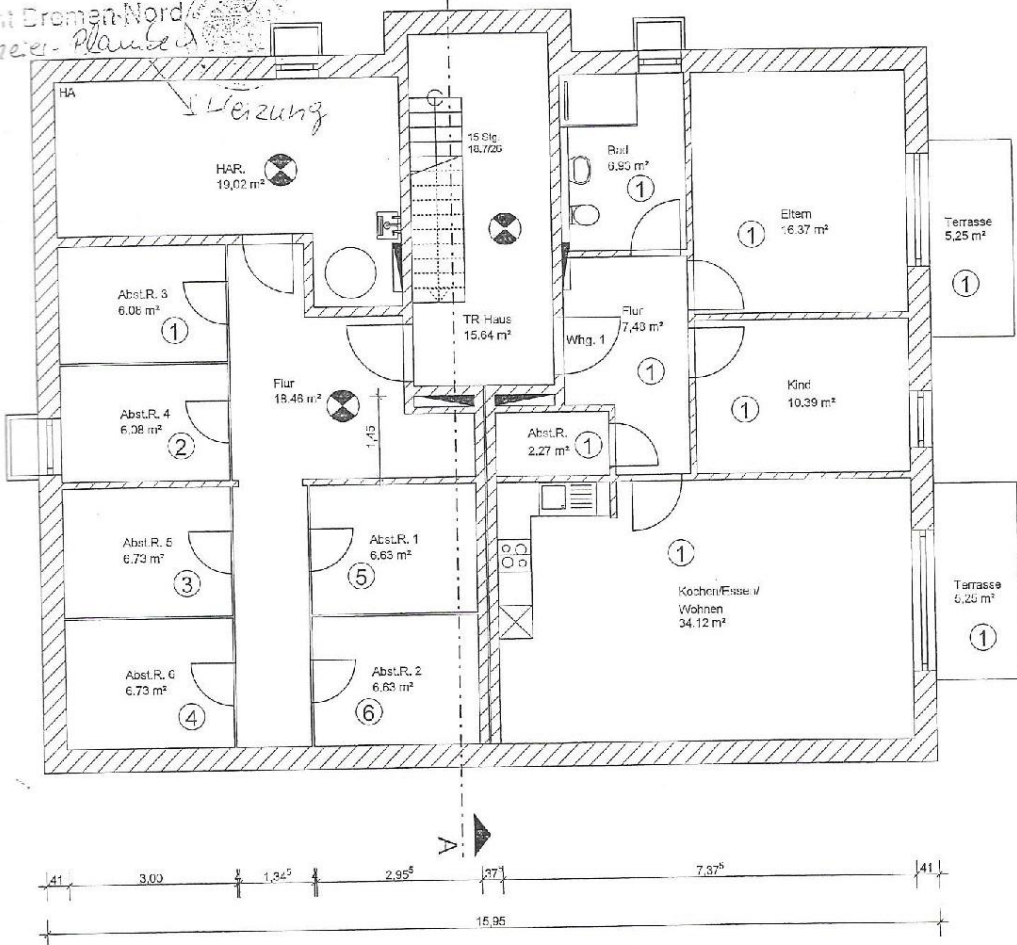 Bremen-Nord
Heizung
HA
HAR.
19,02 m²
15 Stg.
18.7/26
Bad
6.93 m²
1
Eltern
16.37 m²
1
Terrasse
5,25 m²
1
Abst.R. 3
6.08 m²
1
TR Haus
15.64 m²
Flur
7,48 m²
1
Whg. 1
Abst.R. 4
6.08 m²
2
Flur
18.46 m²
1,45
Kind
10.39 m²
1
Abst.R.
2.27 m²
1
Abst.R. 5
6.73 m²
3
Abst.R. 1
6,63 m²
5
1
Kochen/Essen/
Wohnen
34.12 m²
Terrasse
5,25 m²
1
Abst.R. 6
6.73 m²
4
Abst.R. 2
6.63 m²
6
A
41 3,00 4 1,34⁵ 4 2,95⁵ 37⁵ 7,37⁵ 41
15,95